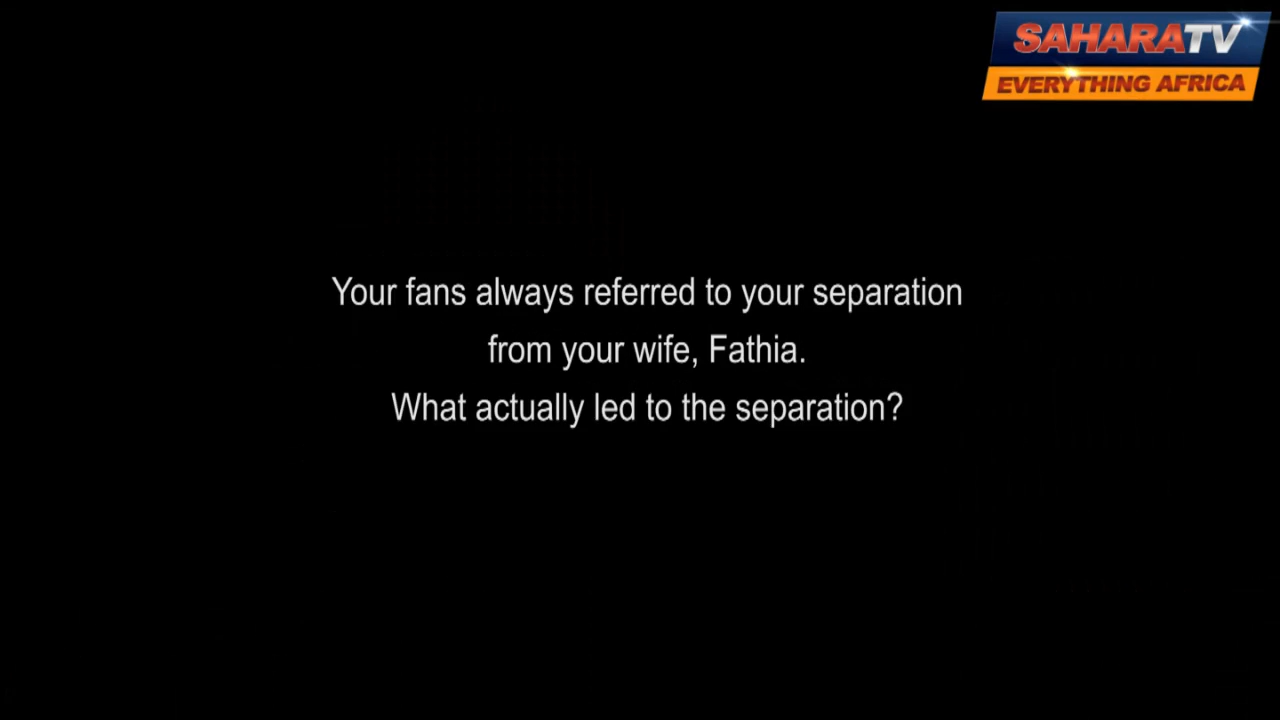 SAHARATV
EVERYTHING AFRICA
Your fans always referred to your separation
from your wife, Fathia.
What actually led to the separation?